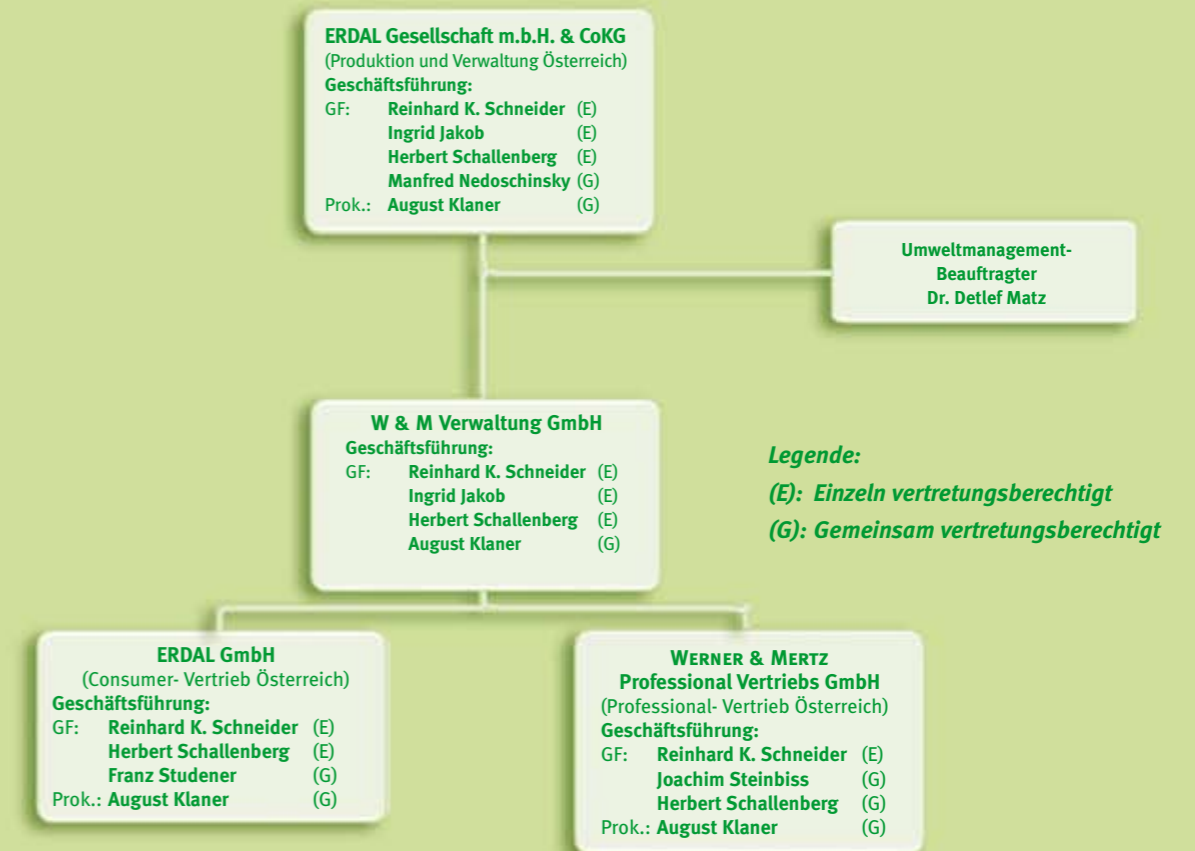 ERDAL Gesellschaft m.b.H. & CoKG
(Produktion und Verwaltung Österreich)
Geschäftsführung:
GF: Reinhard K. Schneider (E)
Ingrid Jakob (E)
Herbert Schallenberg (E)
Manfred Nedoschinsky (G)
Prok.: August Klaner (G)
Umweltmanagement-
Beauftragter
Dr. Detlef Matz
W & M Verwaltung GmbH
Geschäftsführung:
GF: Reinhard K. Schneider (E)
Ingrid Jakob (E)
Herbert Schallenberg (E)
August Klaner (G)
Legende:
(E): Einzeln vertretungsberechtigt
(G): Gemeinsam vertretungsberechtigt
ERDAL GmbH
(Consumer- Vertrieb Österreich)
Geschäftsführung:
GF: Reinhard K. Schneider (E)
Herbert Schallenberg (E)
Franz Studener (G)
Prok.: August Klaner (G)
WERNER & MERTZ
Professional Vertriebs GmbH
(Professional- Vertrieb Österreich)
Geschäftsführung:
GF: Reinhard K. Schneider (E)
Joachim Steinbiss (G)
Herbert Schallenberg (G)
Prok.: August Klaner (G)